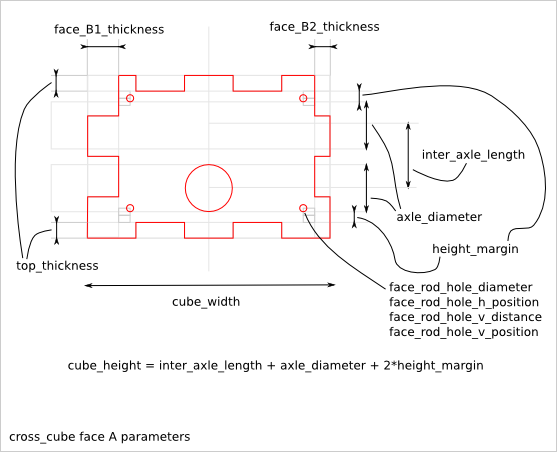 face_B1_thickness
face_B2_thickness
inter_axle_length
axle_diameter
height_margin
top_thickness
face_rod_hole_diameter
face_rod_hole_h_position
face_rod_hole_v_distance
face_rod_hole_v_position
cube_width
cube_height = inter_axle_length + axle_diameter + 2*height_margin
cross_cube face A parameters